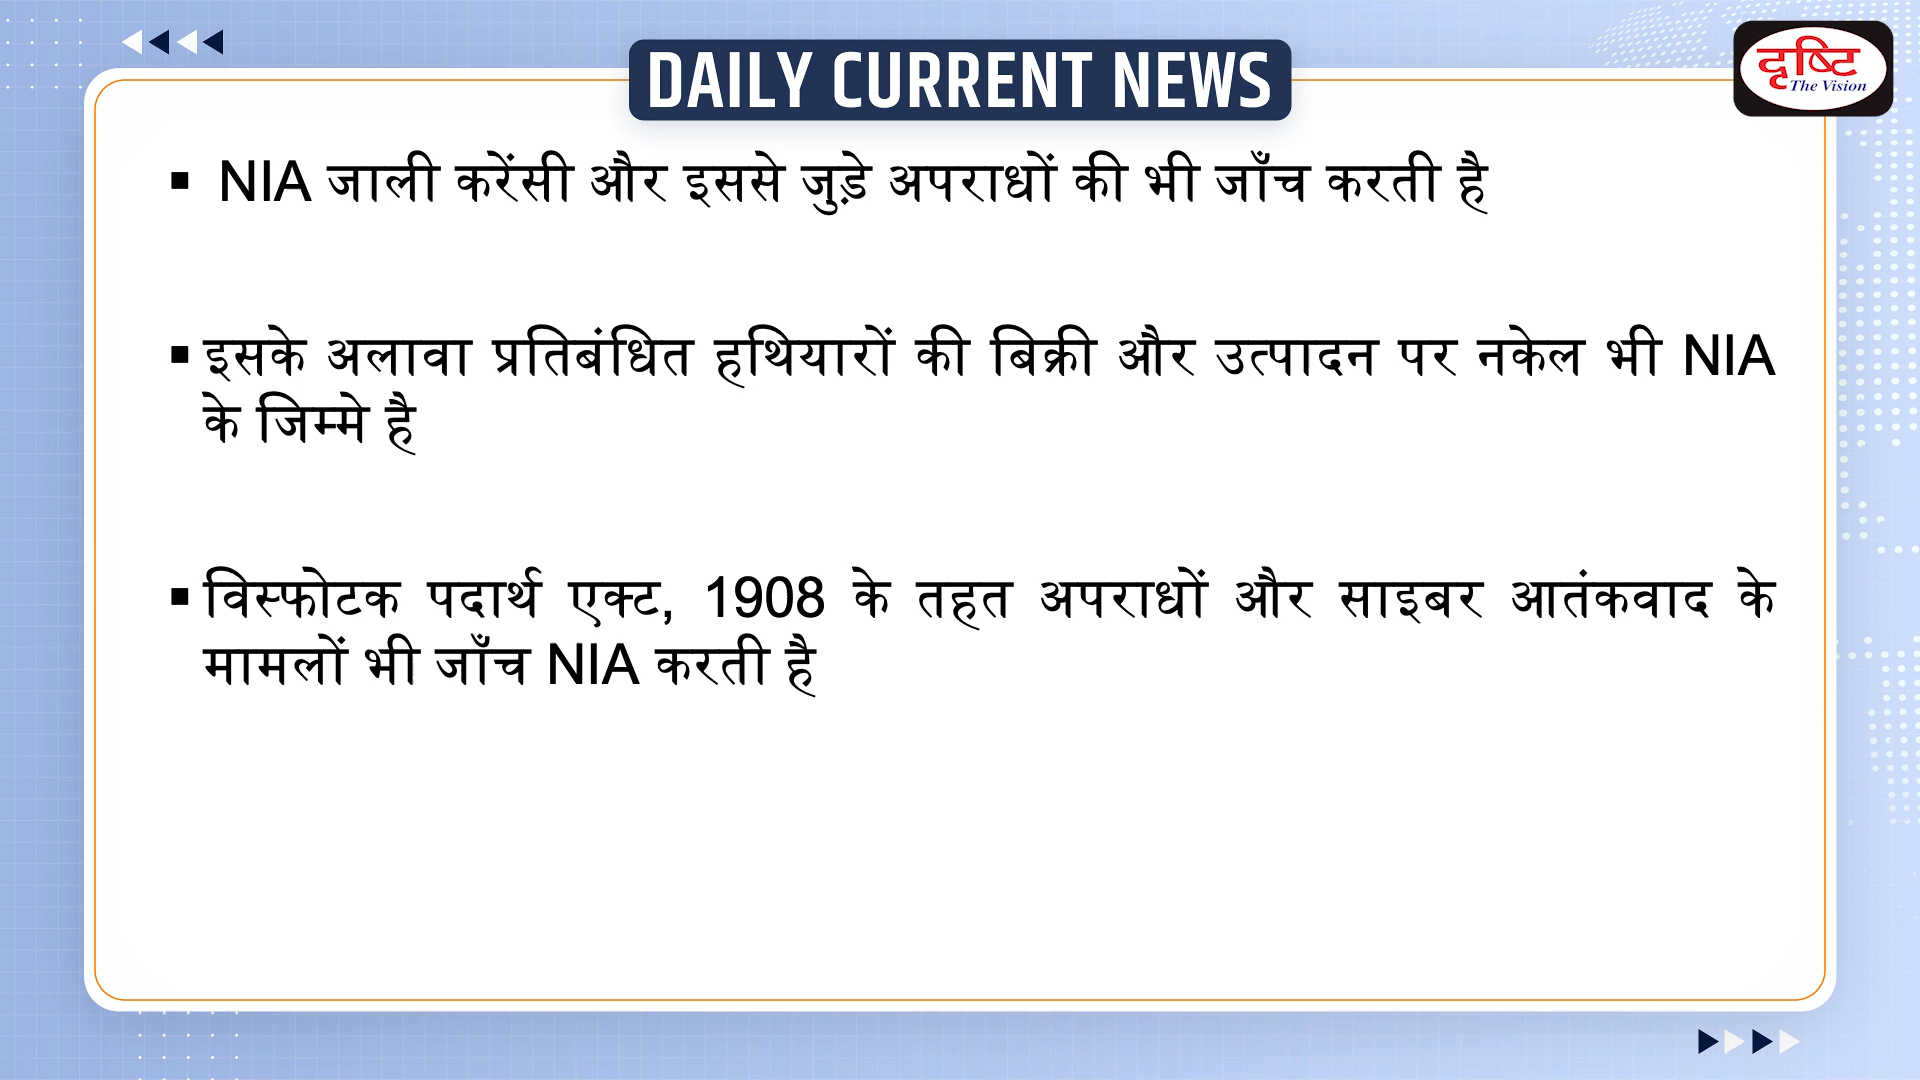 DAILY CURRENT NEWS
दृष्टि
The Vision
▪ NIA जाली करेंसी और इससे जुड़े अपराधों की भी जाँच करती है
▪ इसके अलावा प्रतिबंधित हथियारों की बिक्री और उत्पादन पर नकेल भी NIA
के जिम्मे है
▪ विस्फोटक पदार्थ एक्ट, 1908 के तहत अपराधों और साइबर आतंकवाद के
मामलों भी जाँच NIA करती है